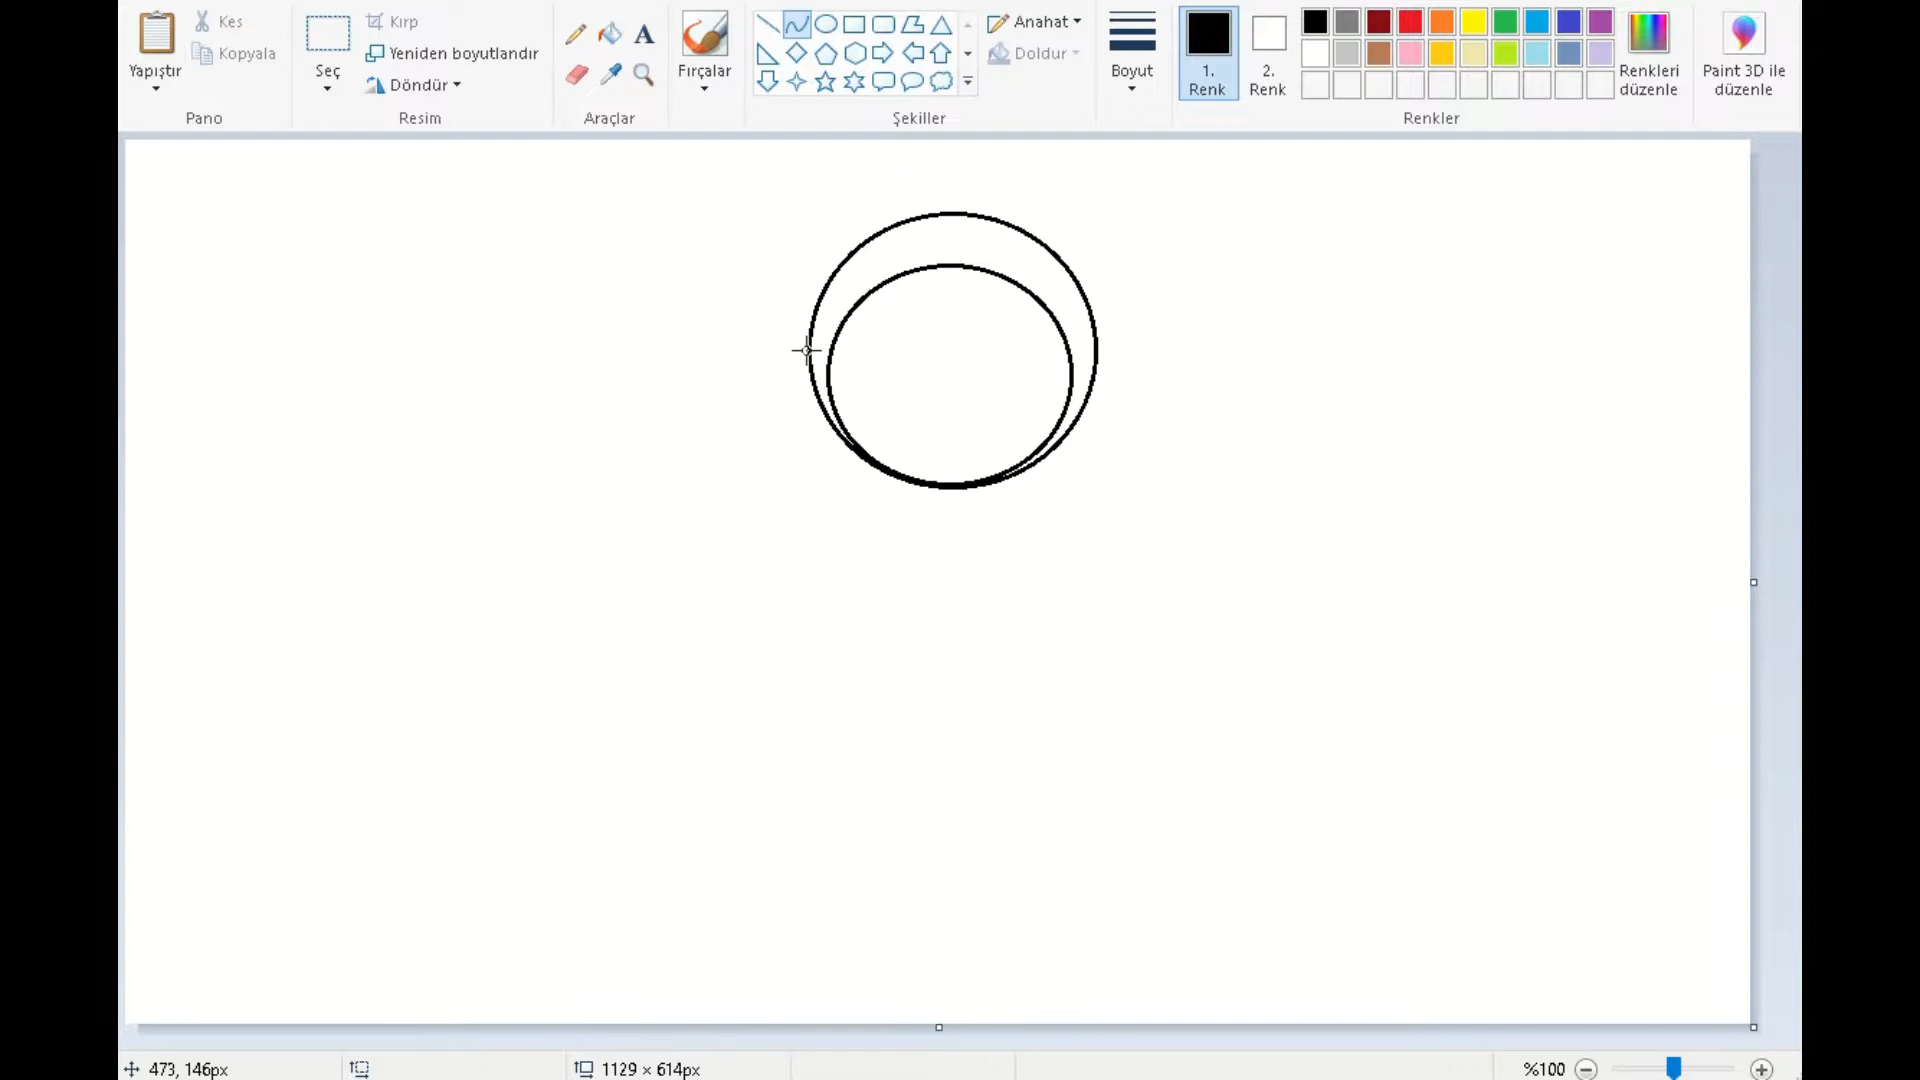 Yapıştır
Kes
Kopyala
Pano
Seç
Kırp
Yeniden boyutlandır
Döndür
Resim
A
Araçlar
Fırçalar
Şekiller
Anahat
Doldur
Boyut
1.
Renk
2.
Renk
Renkler
Renkleri
düzenle
Paint 3D ile
düzenle
473, 146px
1129 × 614px
%100